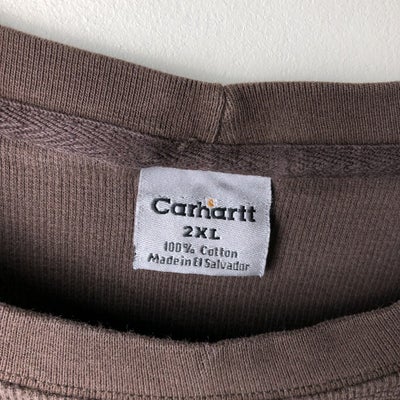 Carhartt
2XL
100% Cotton
Made in El Salvador